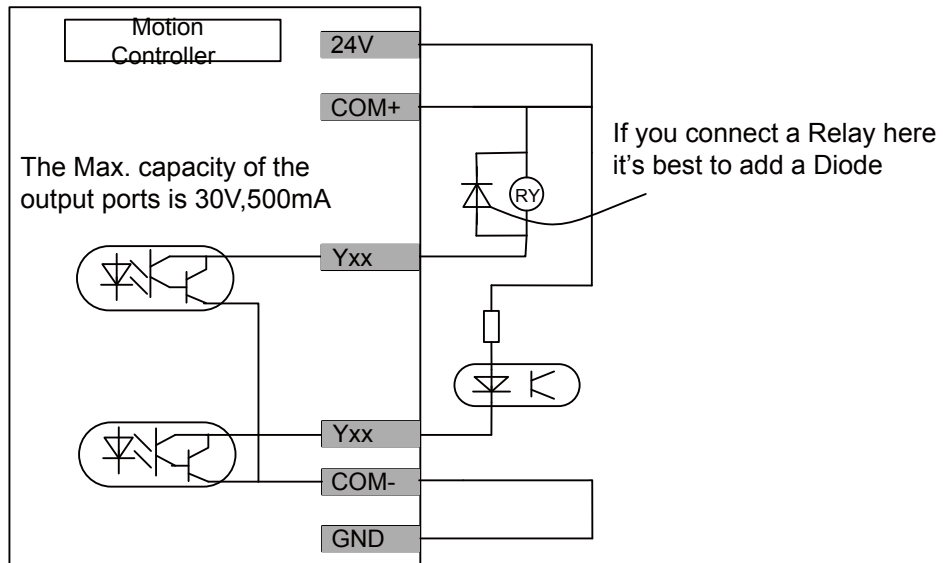 Motion
Controller
24V
COM+
If you connect a Relay here
it's best to add a Diode
The Max. capacity of the
output ports is 30V,500mA
RY
Yxx
Yxx
COM-
GND